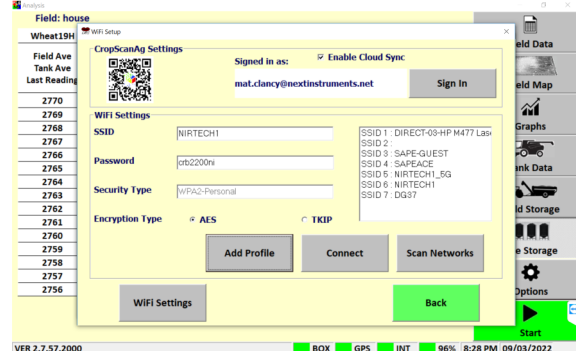 Analysis
Field: house
WiFi Setup
Wheat19H
CropScanAg Settings
Signed in as:
Enable Cloud Sync
mat.clancy@nextinstruments.net
Sign In
Field Ave
Tank Ave
Last Reading
2770
2769
2768
2767
2766
2765
2764
2763
2762
2761
2760
2759
2758
2757
2756
WiFi Settings
SSID
NIRTECH1
Password
crb2200ni
Security Type
WPA2-Personal
Encryption Type
AES
TKIP
SSID 1 : DIRECT-03-HP M477 Lase
SSID 2 :
SSID 3 : SAPE-GUEST
SSID 4 : SAPEACE
SSID 5 : NIRTECH1_5G
SSID 6 : NIRTECH1
SSID 7 : DG37
Add Profile
Connect
Scan Networks
WiFi Settings
Back
eld Data
eld Map
Graphs
ank Data
d Storage
e Storage
Options
Start
VER 2.7.57.2000
BOX GPS INT 96% 8:28 PM 09/03/2022